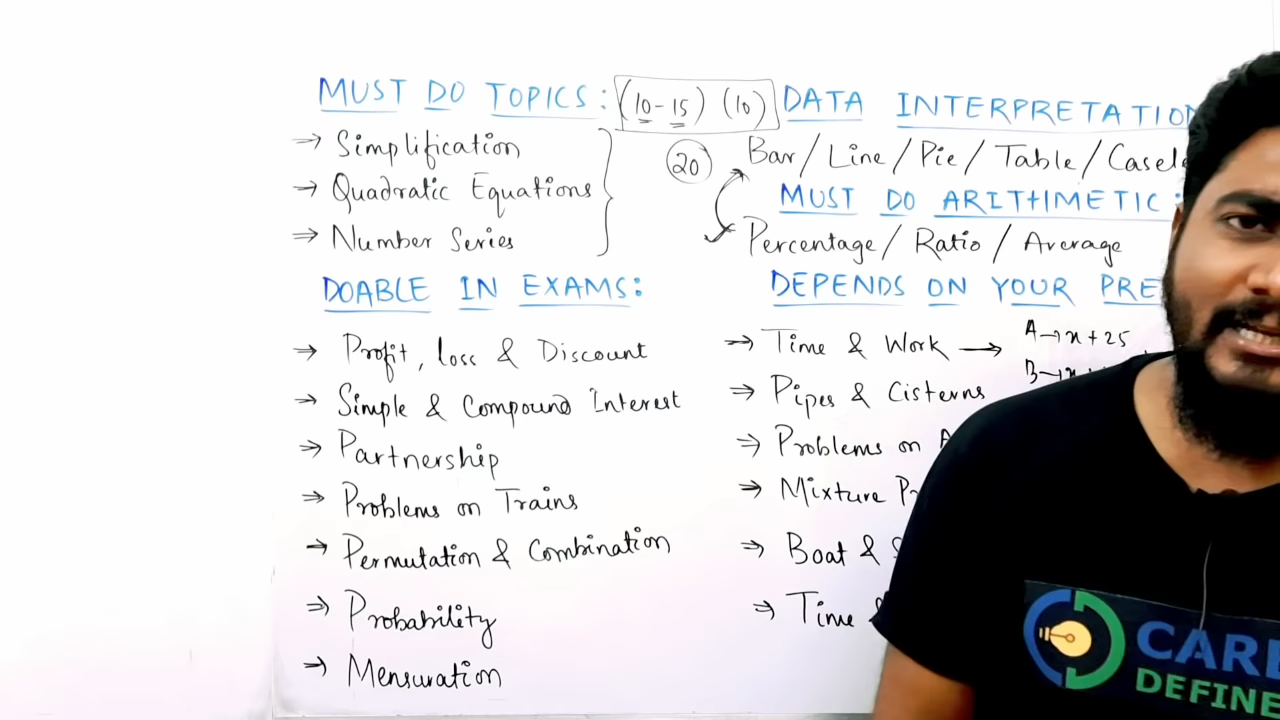 MUST DO TOPICS: (10-15) (10)
→ Simplification
→ Quadratic Equations
→ Number Series
20
DATA INTERPRETATION
Bar / Line / Pie / Table /
MUST DO ARITHMETIC:
Percentage / Ratio / Average
DOABLE IN EXAMS:
→ Profit, loss & Discount
→ Simple & Compound Interest
→ Partnership
→ Problems on Trains
→ Permutation & Combination
→ Probability
→ Mensuration
DEPENDS ON YOUR PRE
→ Time & Work → A→x+25
B→x
→ Pipes & Cisterns
→ Problems on A
→ Mixture Pr
→ Boat &
→ Time &
CARE
DEFINE